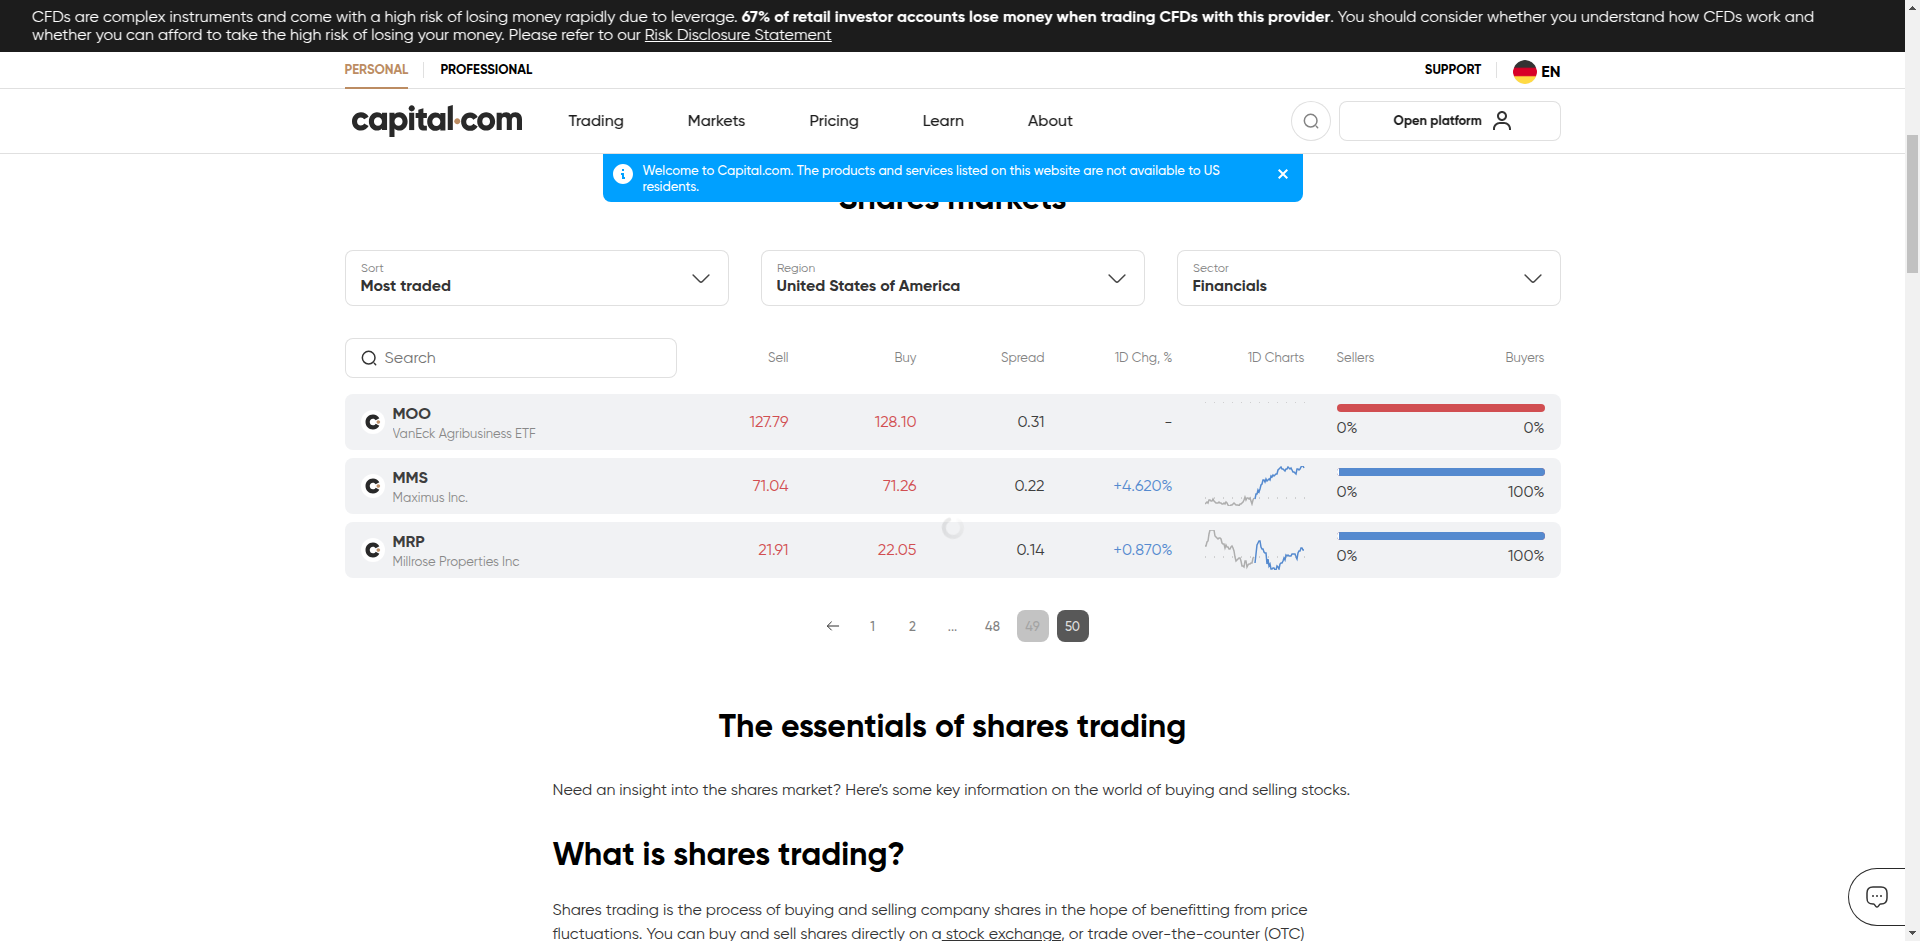 CFDs are complex instruments and come with a high risk of losing money rapidly due to leverage. 67% of retail investor accounts lose money when trading CFDs with this provider. You should consider whether you understand how CFDs work and
whether you can afford to take the high risk of losing your money. Please refer to our Risk Disclosure Statement
PERSONAL PROFESSIONAL SUPPORT EN
capital.com Trading Markets Pricing Learn About Open platform
Welcome to Capital.com. The products and services listed on this website are not available to US
residents.
Shares markets
Sort Region Sector
Most traded United States of America Financials
Search Sell Buy Spread 1D Chg, % 1D Charts Sellers Buyers
MOO
VanEck Agribusiness ETF 127.79 128.10 0.31 - 0% 0%
MMS
Maximus Inc. 71.04 71.26 0.22 +4.620% 0% 100%
MRP
Millrose Properties Inc 21.91 22.05 0.14 +0.870% 0% 100%
1 2 ... 48 49 50
The essentials of shares trading
Need an insight into the shares market? Here's some key information on the world of buying and selling stocks.
What is shares trading?
Shares trading is the process of buying and selling company shares in the hope of benefitting from price
fluctuations. You can buy and sell shares directly on a stock exchange, or trade over-the-counter (OTC)